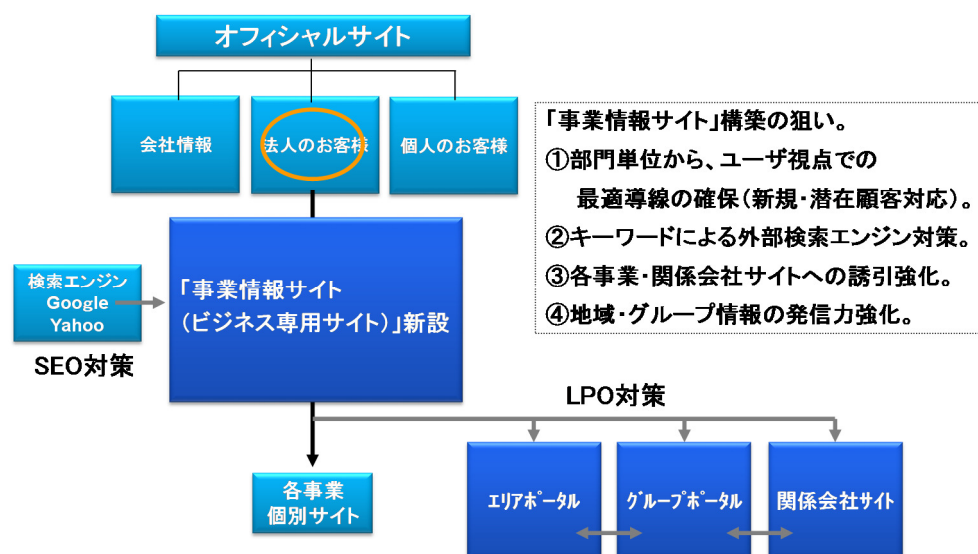 オフィシャルサイト
会社情報
法人のお客様
個人のお客様
「事業情報サイト」構築の狙い。
①部門単位から、ユーザ視点での
最適導線の確保(新規・潜在顧客対応)。
②キーワードによる外部検索エンジン対策。
③各事業・関係会社サイトへの誘引強化。
④地域・グループ情報の発信力強化。
検索エンジン
Google
Yahoo
SEO対策
「事業情報サイト
(ビジネス専用サイト)」新設
LPO対策
各事業
個別サイト
ｴﾘｱﾎﾟｰﾀﾙ
ｸﾞﾙｰﾌﾟﾎﾟｰﾀﾙ
関係会社サイト